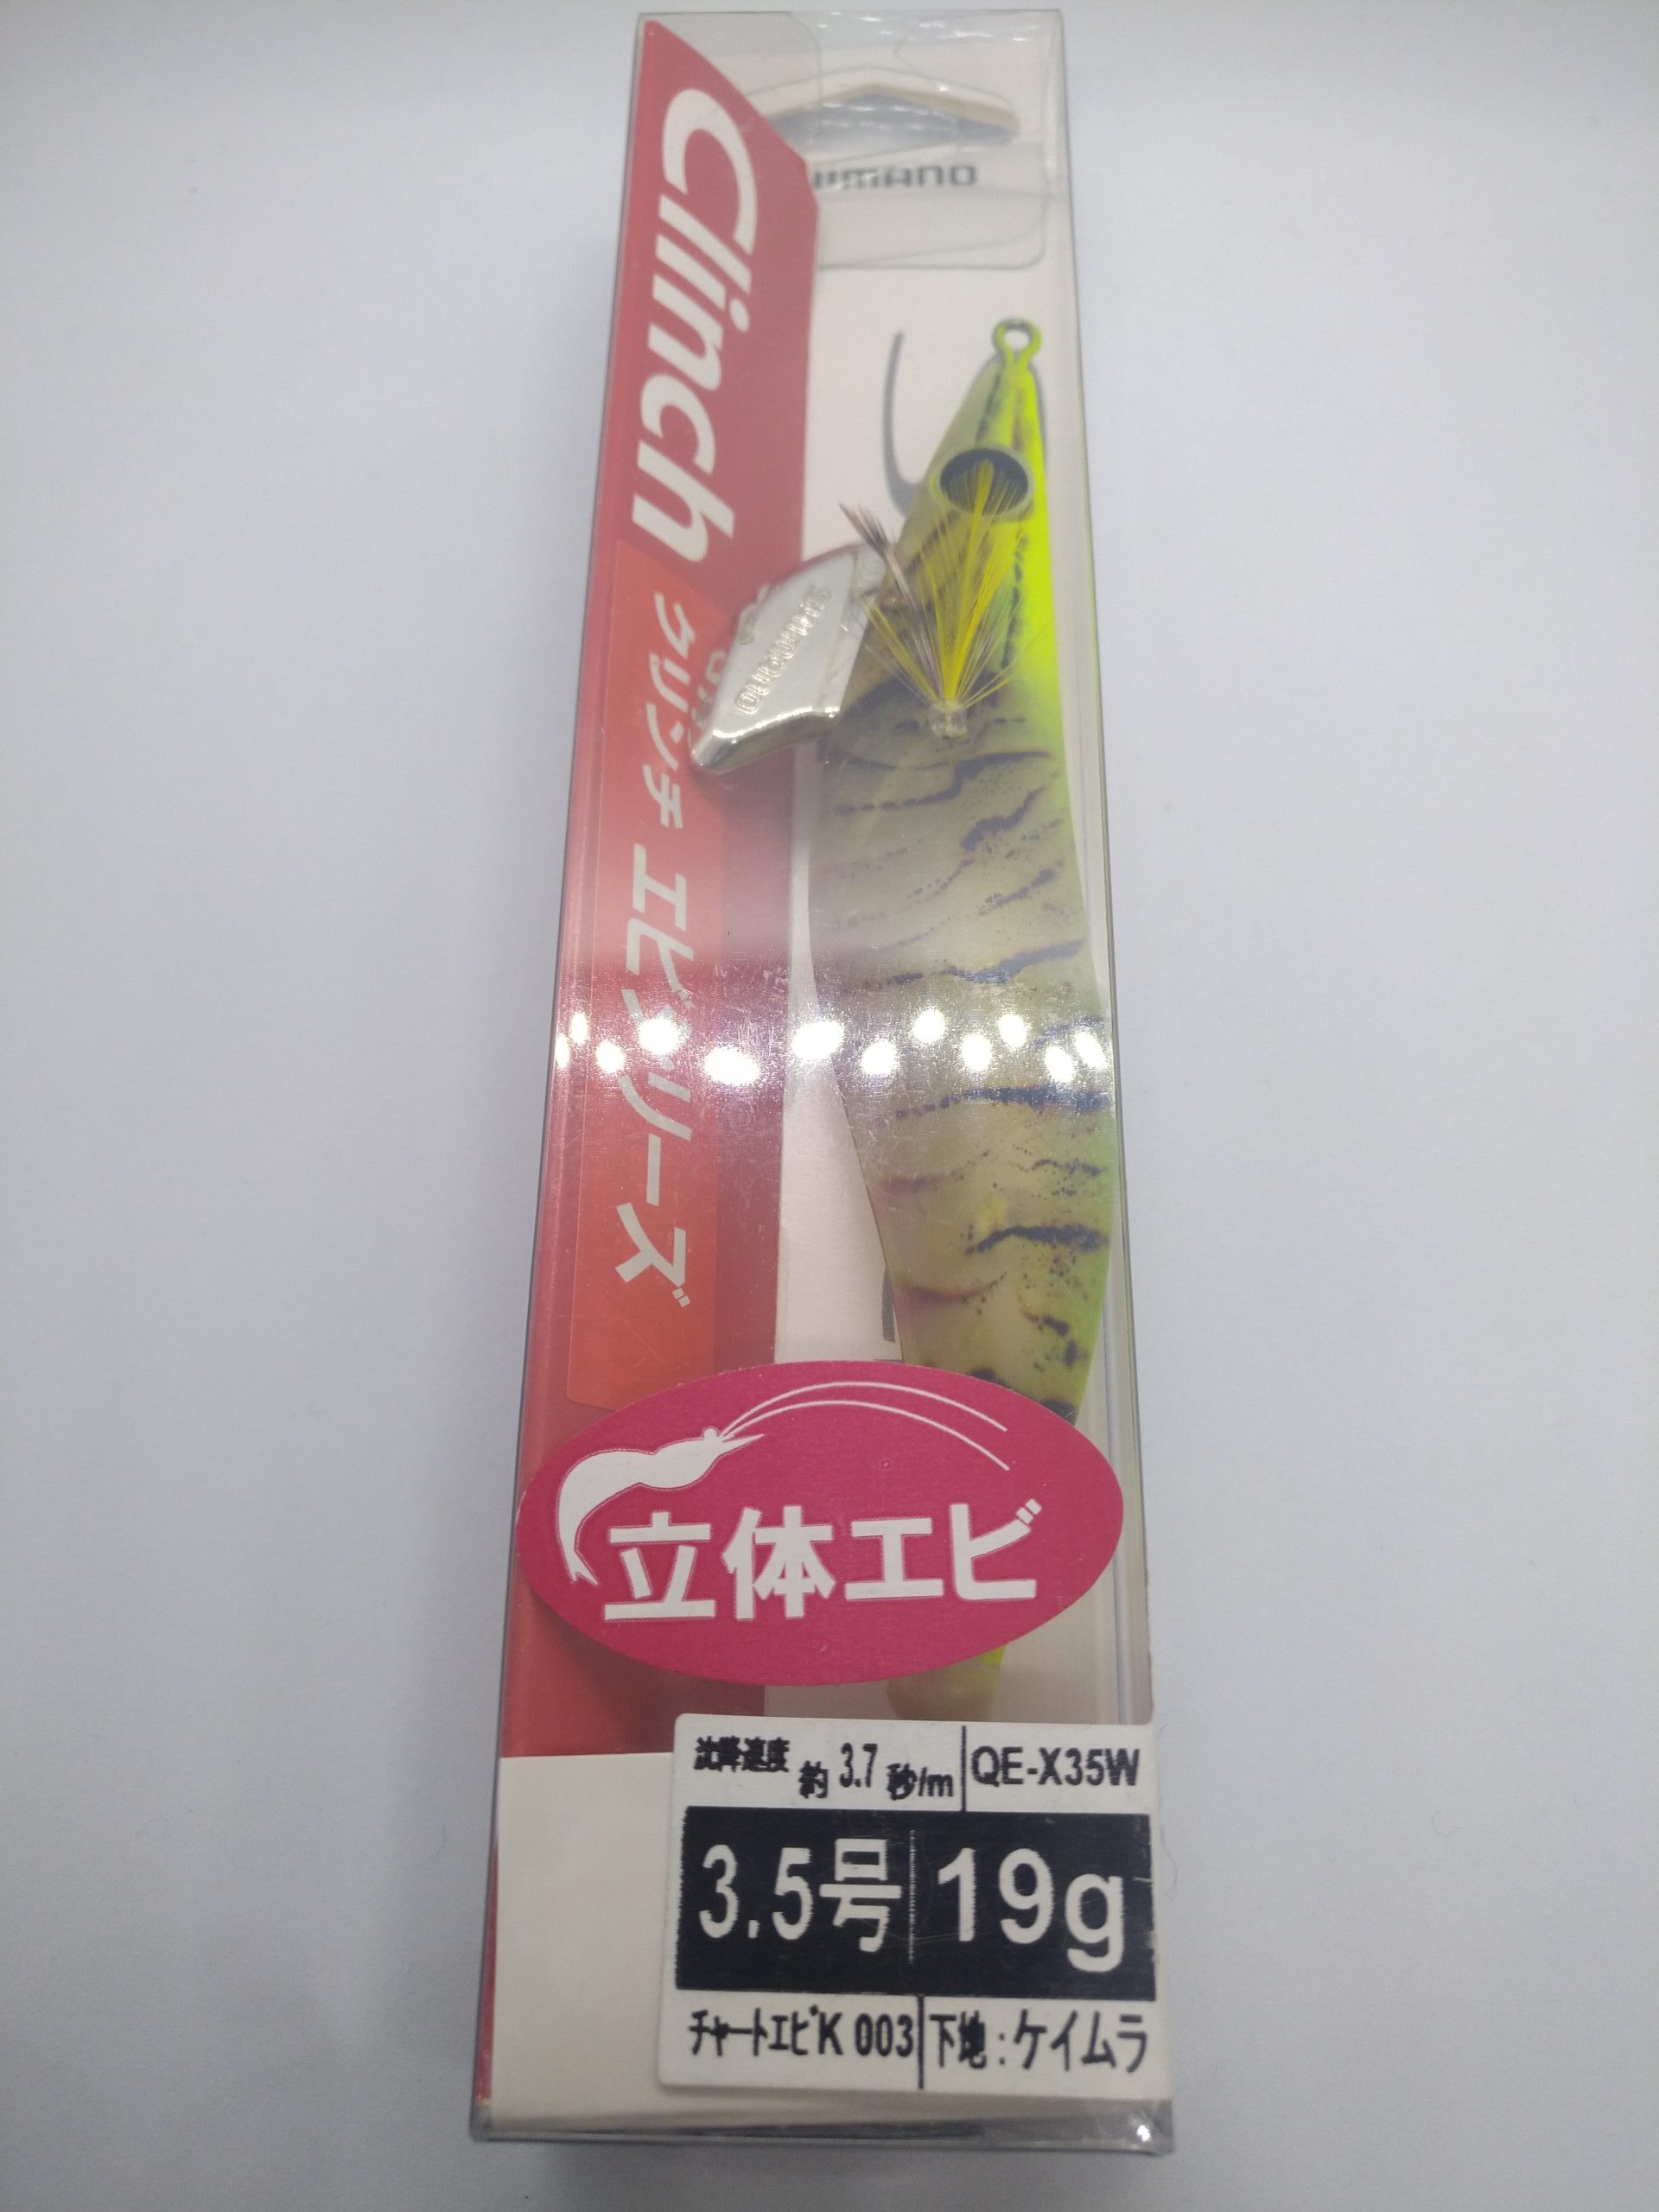 SHIMANO
Clinch
クリンチ エビシリーズ
SHIMANO
立体エビ
沈降速度 約 3.7 秒/m
QE-X35W
3.5号 19g
チャートエビK 003
下地:ケイムラ